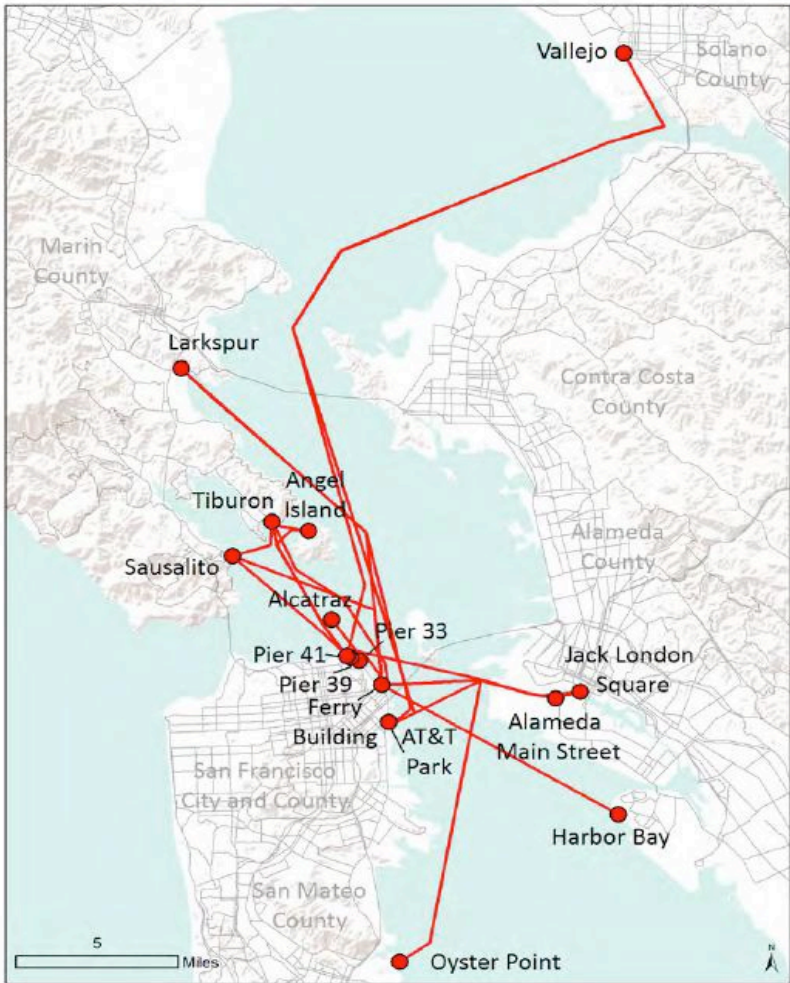 Vallejo
Solano
County
Marin
County
Larkspur
Contra Costa
County
Angel
Island
Tiburon
Alameda
County
Sausalito
Alcatraz
Pier 33
Pier 41
Jack London
Square
Pier 39
Ferry
Building
Alameda
Main Street
AT&T
Park
San Francisco
City and County
Harbor Bay
San Mateo
County
5
Miles
Oyster Point
N